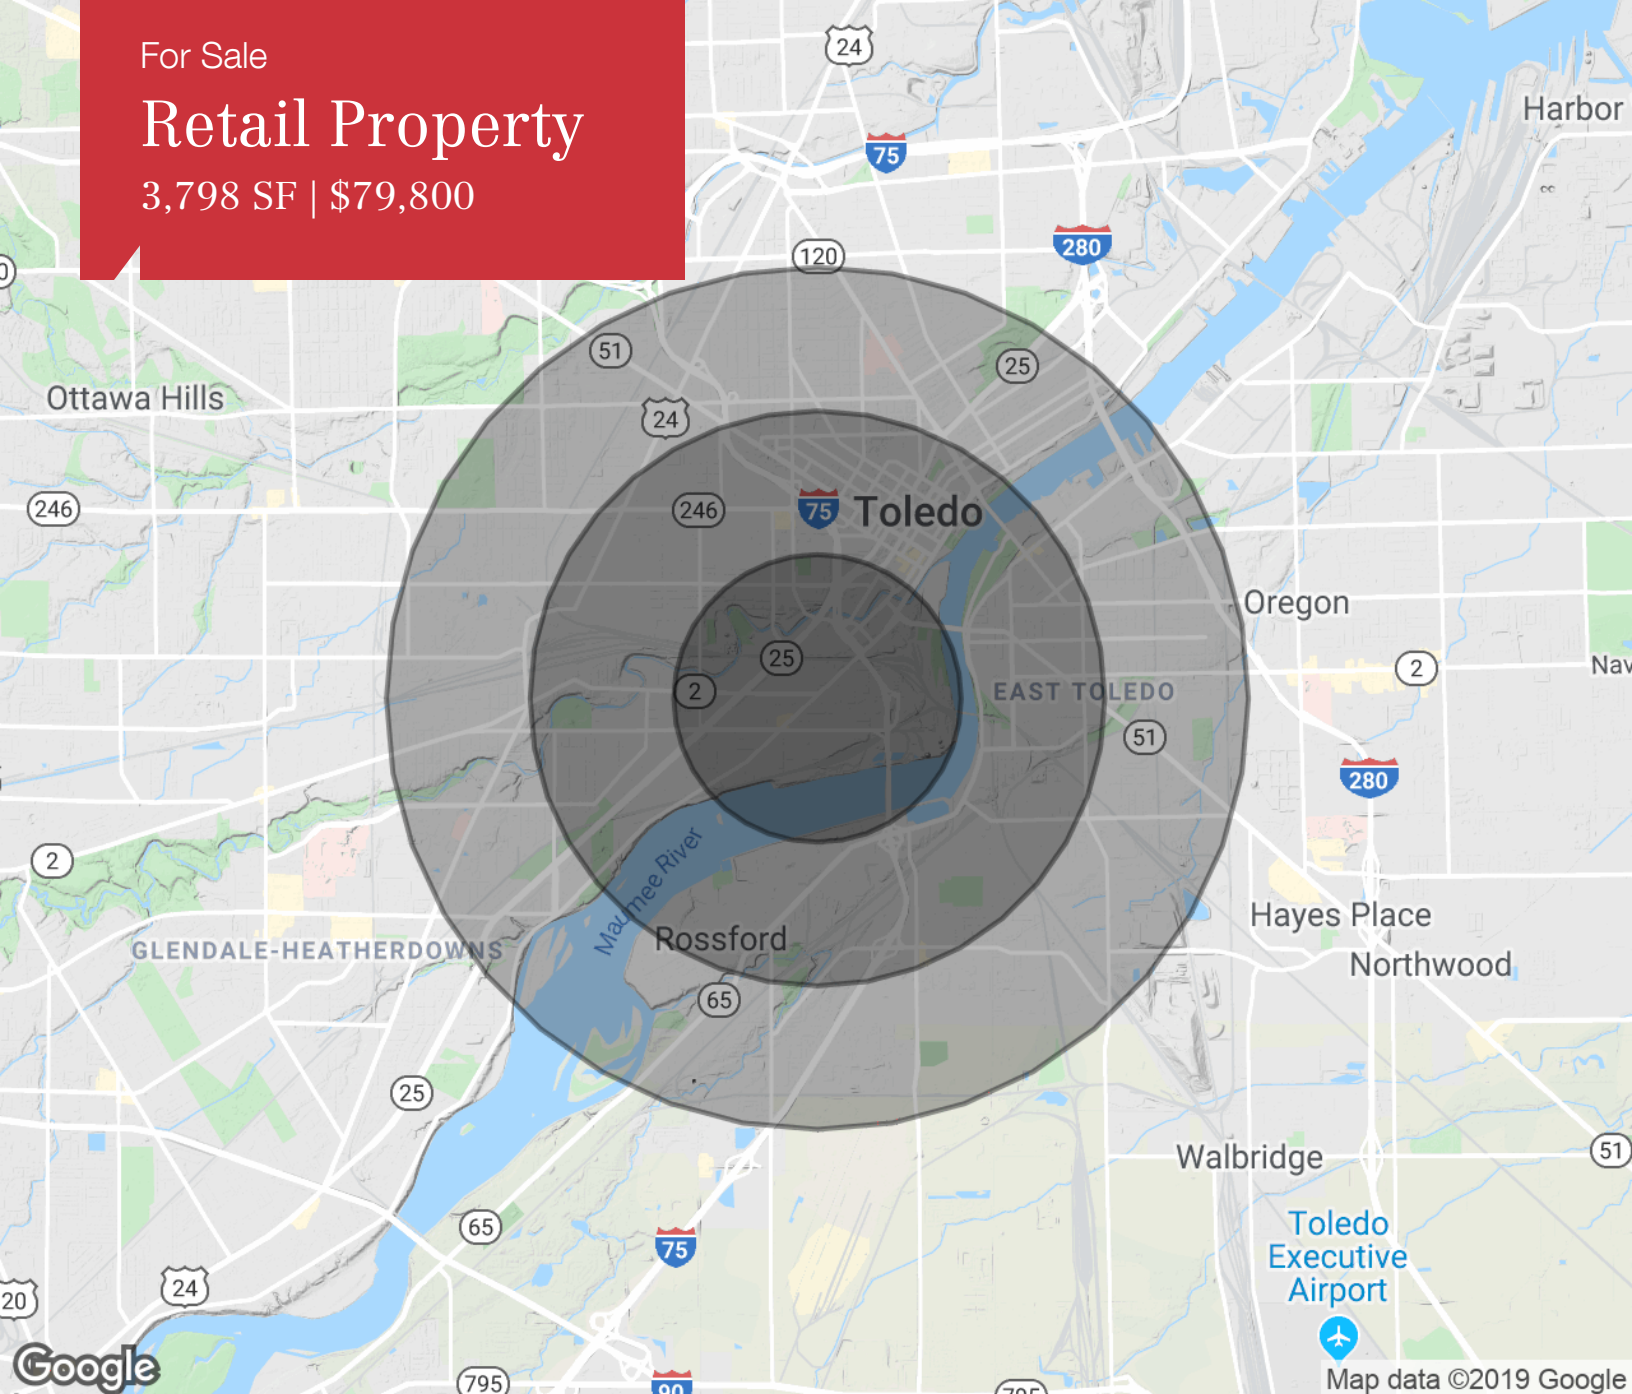 For Sale
Retail Property
3,798 SF | $79,800
24
Harbor
75
280
120
51
25
Ottawa Hills
24
246
246
75
Toledo
Oregon
25
2
2
Nav
EAST TOLEDO
51
280
2
Maumee River
Hayes Place
Rossford
GLENDALE-HEATHERDOWNS
Northwood
65
25
51
Walbridge
65
75
Toledo
Executive
Airport
24
20
Google
795
90
Map data ©2019 Google